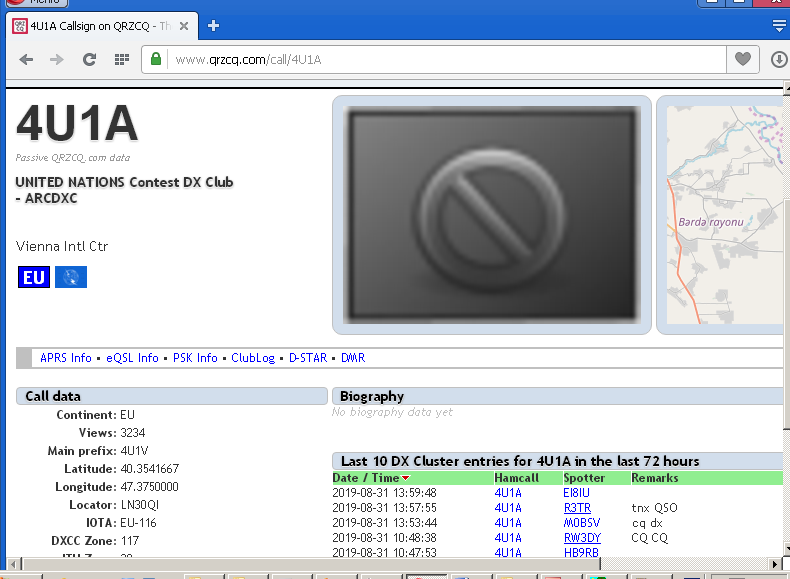 Menu
4U1A Callsign on QRZCQ - Th
www.qrzcq.com/call/4U1A
4U1A
Passive QRZCQ.com data
UNITED NATIONS Contest DX Club
- ARCDXC
Vienna Intl Ctr
EU
Bərdə rayonu
APRS Info • eQSL Info • PSK Info • ClubLog • D-STAR • DMR
Call data
Continent: EU
Views: 3234
Main prefix: 4U1V
Latitude: 40.3541667
Longitude: 47.3750000
Locator: LN30QI
IOTA: EU-116
DXCC Zone: 117
Biography
No biography data yet
Last 10 DX Cluster entries for 4U1A in the last 72 hours
Date / Time Hamcall Spotter Remarks
2019-08-31 13:59:48 4U1A EI8IU
2019-08-31 13:57:55 4U1A R3TR tnx QSO
2019-08-31 13:53:44 4U1A M0BSV cq dx
2019-08-31 10:48:38 4U1A RW3DY CQ CQ
2019-08-31 10:47:53 4U1A HB9RB